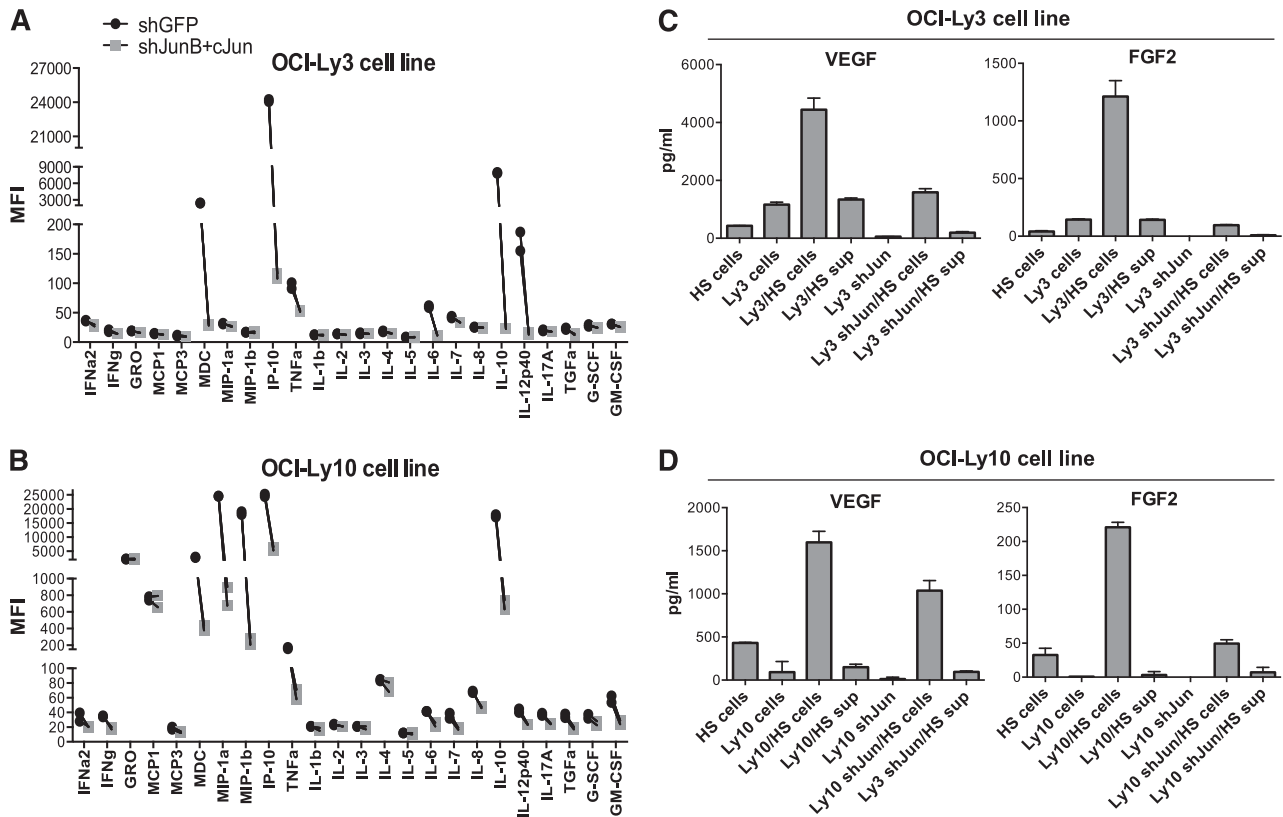 A
shGFP
shJunB+cJun
OCI-Ly3 cell line
MFI
27000
24000
21000
9000
6000
3000
200
150
100
50
0
IFNa2
IFNg
GRO
MCP1
MCP3
MDC
MIP-1a
MIP-1b
IP-10
TNFa
IL-1b
IL-2
IL-3
IL-4
IL-5
IL-6
IL-7
IL-8
IL-10
IL-12p40
IL-17A
TGFa
G-SCF
GM-CSF
B
OCI-Ly10 cell line
MFI
25000
20000
15000
10000
5000
1000
800
600
400
200
100
80
60
40
20
0
IFNa2
IFNg
GRO
MCP1
MCP3
MDC
MIP-1a
MIP-1b
IP-10
TNFa
IL-1b
IL-2
IL-3
IL-4
IL-5
IL-6
IL-7
IL-8
IL-10
IL-12p40
IL-17A
TGFa
G-SCF
GM-CSF
C
OCI-Ly3 cell line
VEGF
pg/ml
6000
4000
2000
0
HS cells
Ly3 cells
Ly3/HS cells
Ly3/HS sup
Ly3 shJun
Ly3 shJun/HS cells
Ly3 shJun/HS sup
FGF2
1500
1000
500
0
HS cells
Ly3 cells
Ly3/HS cells
Ly3/HS sup
Ly3 shJun
Ly3 shJun/HS cells
Ly3 shJun/HS sup
D
OCI-Ly10 cell line
VEGF
pg/ml
2000
1500
1000
500
0
HS cells
Ly10 cells
Ly10/HS cells
Ly10/HS sup
Ly10 shJun
Ly10 shJun/HS cells
Ly3 shJun/HS sup
FGF2
250
200
150
100
50
0
HS cells
Ly10 cells
Ly10/HS cells
Ly10/HS sup
Ly10 shJun
Ly10 shJun/HS cells
Ly10 shJun/HS sup